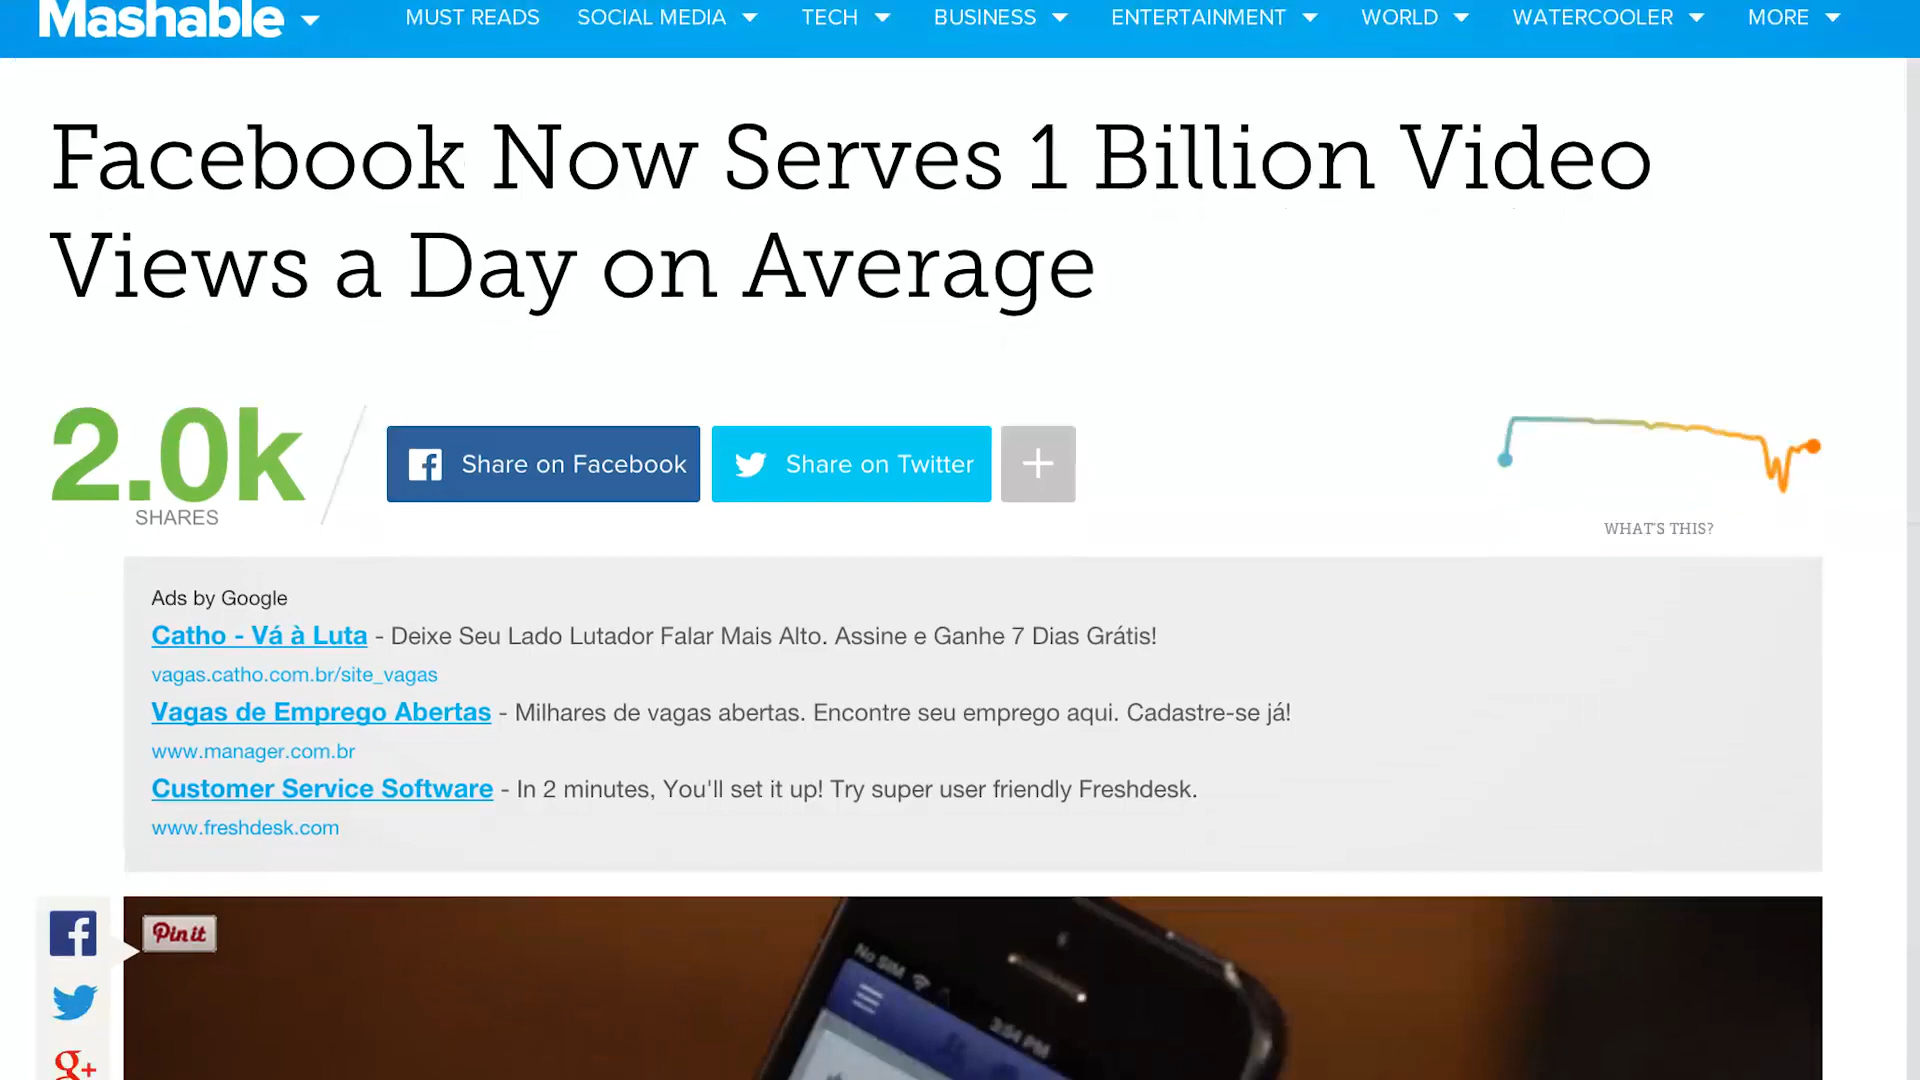 Mashable MUST READS SOCIAL MEDIA TECH BUSINESS ENTERTAINMENT WORLD WATERCOOLER MORE
Facebook Now Serves 1 Billion Video
Views a Day on Average
2.0k
SHARES
Share on Facebook Share on Twitter +
WHAT'S THIS?
Ads by Google
Catho - Vá à Luta - Deixe Seu Lado Lutador Falar Mais Alto. Assine e Ganhe 7 Dias Grátis!
vagas.catho.com.br/site_vagas
Vagas de Emprego Abertas - Milhares de vagas abertas. Encontre seu emprego aqui. Cadastre-se já!
www.manager.com.br
Customer Service Software - In 2 minutes, You'll set it up! Try super user friendly Freshdesk.
www.freshdesk.com
Pin it
No SIM
3:54 PM
g+